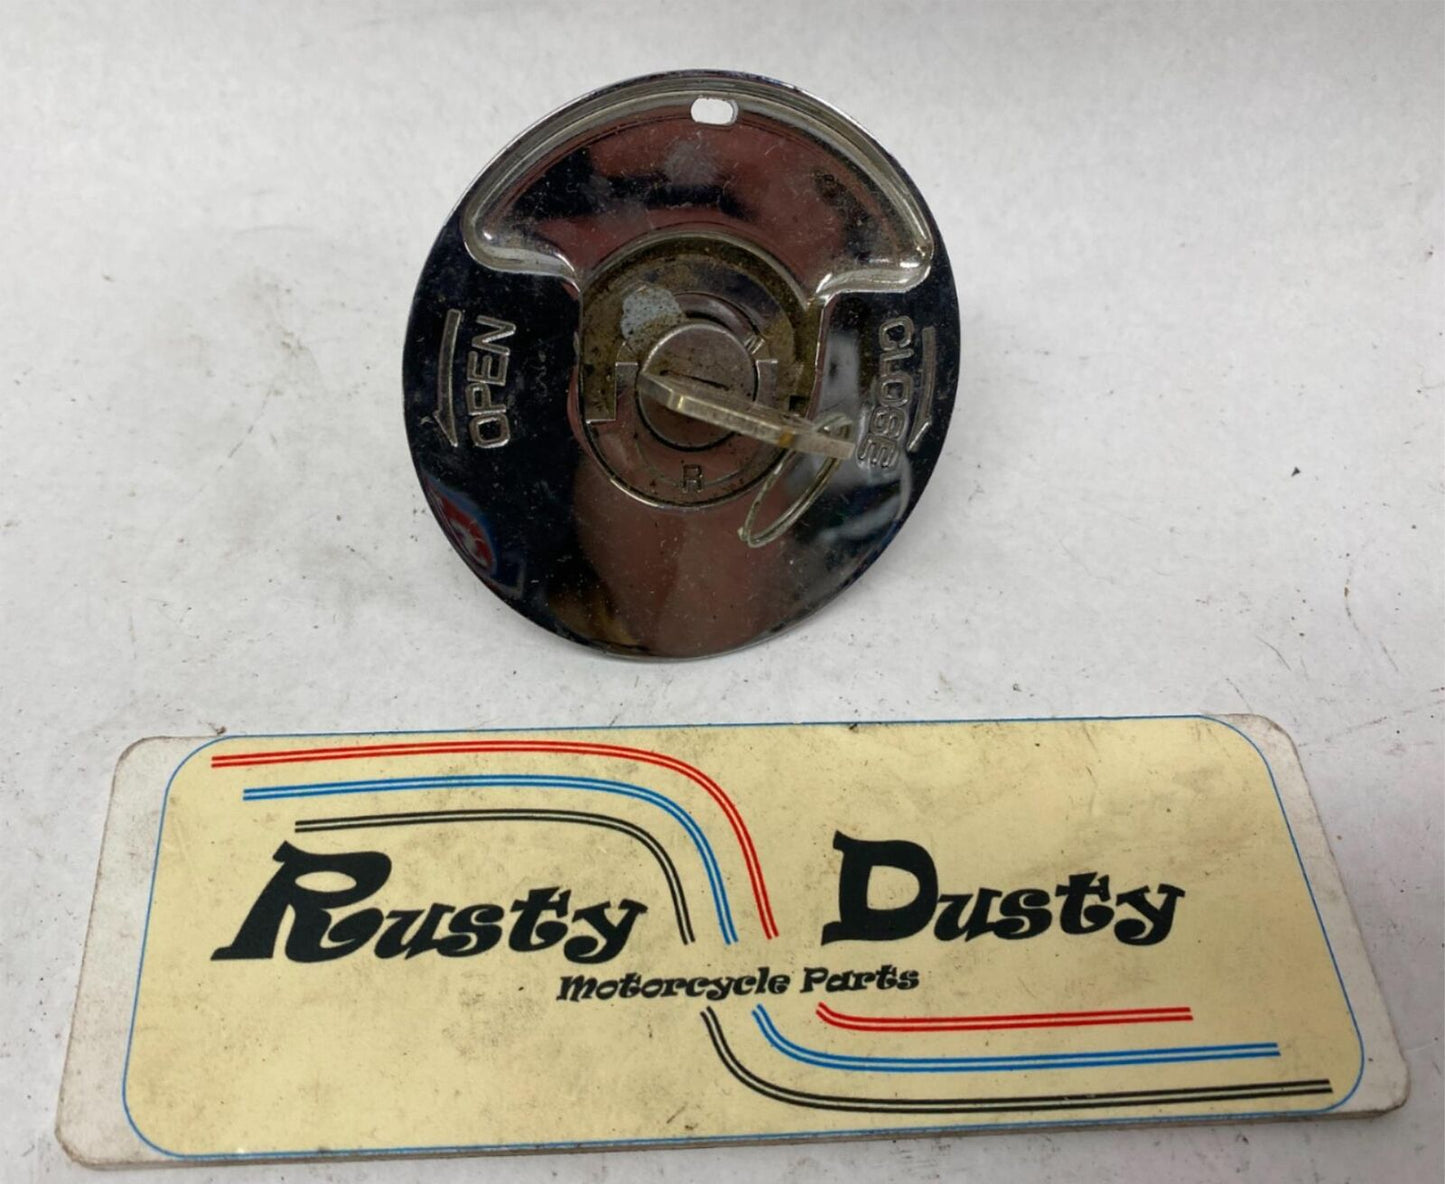 OPEN
CLOSE
R
Rusty Dusty
Motorcycle Parts